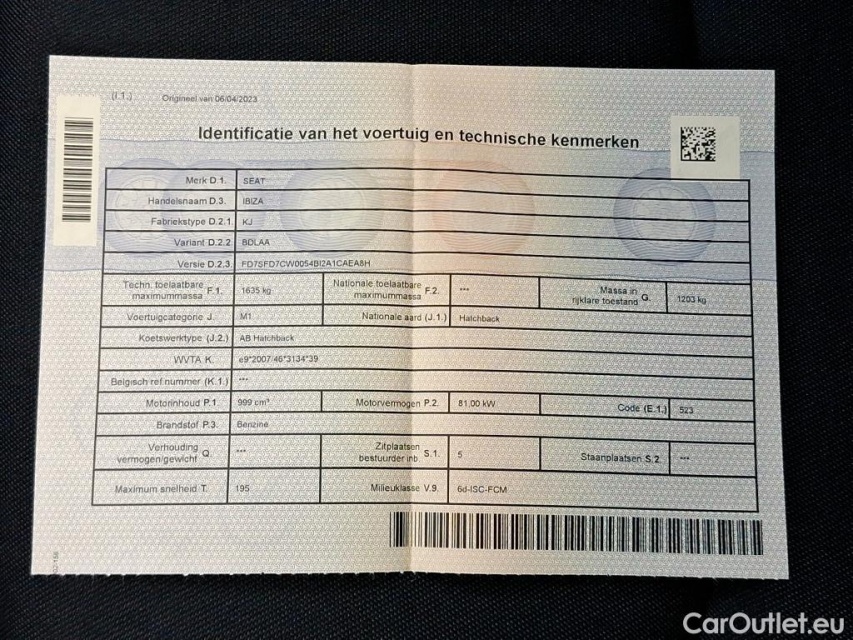 (I.1.) Origineel van 06/04/2023
Identificatie van het voertuig en technische kenmerken
Merk D.1. SEAT
Handelsnaam D.3. IBIZA
Fabriekstype D.2.1. KJ
Variant D.2.2. BDLAA
Versie D.2.3. FD7SFD7CW0054BI2A1CAEA8H
Techn. toelaatbare maximummassa F.1. 1635 kg Nationale toelaatbare maximummassa F.2. *** Massa in rijklare toestand G. 1203 kg
Voertuigcategorie J. M1 Nationale aard (J.1.) Hatchback
Koetswerktype (J.2.) AB Hatchback
WVTA K. e9*2007/46*3134*39
Belgisch ref nummer (K.1.) ***
Motorinhoud P.1. 999 cm³ Motorvermogen P.2. 81,00 kW Code (E.1.) 523
Brandstof P.3. Benzine
Verhouding vermogen/gewicht Q. *** Zitplaatsen bestuurder inb. S.1. 5 Staanplaatsen S.2. ***
Maximum snelheid T. 195 Milieuklasse V.9. 6d-ISC-FCM
CarOutlet.eu